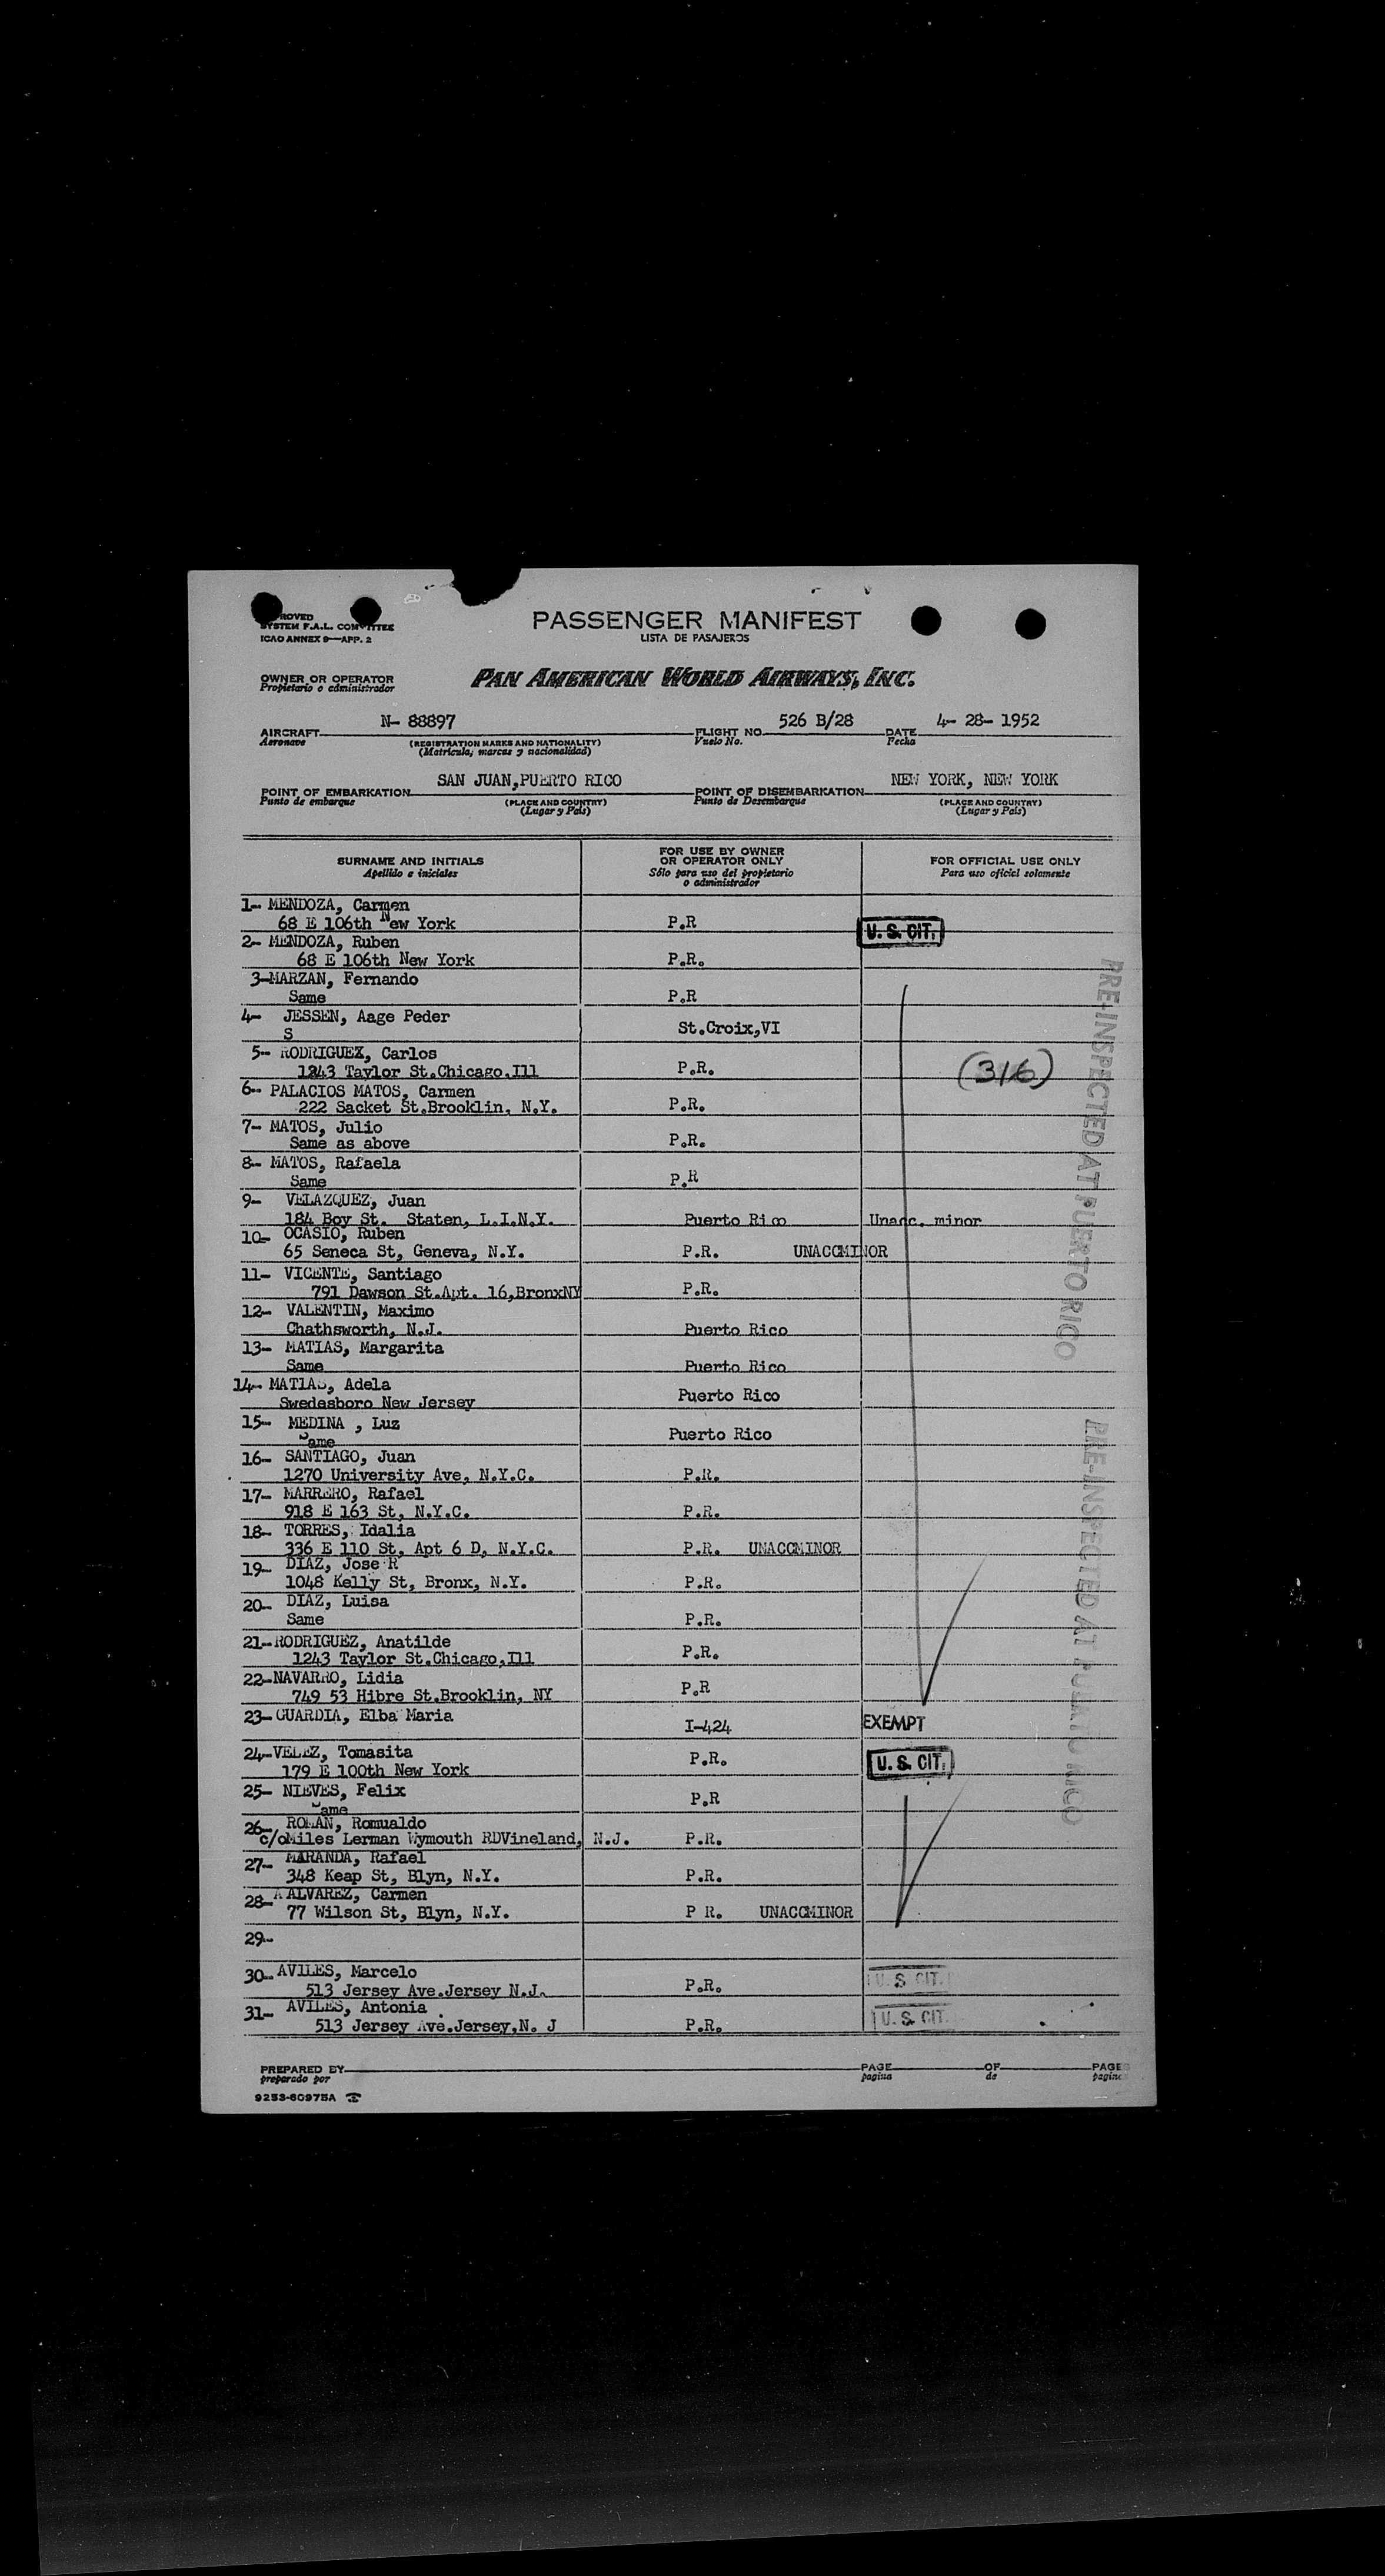 ROVED
SYSTEM F.A.L. COMMITTEE
ICAO ANNEX 9—APP. 2
PASSENGER MANIFEST
LISTA DE PASAJEROS
OWNER OR OPERATOR
Propietario o administrador
PAN AMERICAN WORLD AIRWAYS, INC.
AIRCRAFT N- 88897 FLIGHT NO. 526 B/28 DATE 4- 28- 1952
Aeronave (REGISTRATION MARKS AND NATIONALITY) Vuelo No. Fecha
(Matrícula, marcas y nacionalidad)
POINT OF EMBARKATION SAN JUAN,PUERTO RICO POINT OF DISEMBARKATION NEW YORK, NEW YORK
Punto de embarque (PLACE AND COUNTRY) Punto de Desembarque (PLACE AND COUNTRY)
(Lugar y País) (Lugar y País)
SURNAME AND INITIALS
Apellido e iniciales
FOR USE BY OWNER
OR OPERATOR ONLY
Sólo para uso del propietario
o administrador
FOR OFFICIAL USE ONLY
Para uso oficial solamente
1- MENDOZA, Carmen
68 E 106th New York P.R U. S. CIT.
2- MENDOZA, Ruben
68 E 106th New York P.R.
3-MARZAN, Fernando
Same P.R
4- JESSEN, Aage Peder
S St.Croix,VI
5- RODRIGUEZ, Carlos
1243 Taylor St.Chicago,Ill P.R. (316)
6- PALACIOS MATOS, Carmen
222 Sacket St.Brooklin, N.Y. P.R.
7- MATOS, Julio
Same as above P.R.
8- MATOS, Rafaela
Same P.R
9- VELAZQUEZ, Juan
184 Boy St. Staten, L.I.N.Y. Puerto Rico Unacc. minor
10- OCASIO, Ruben
65 Seneca St, Geneva, N.Y. P.R. UNACCMINOR
11- VICENTE, Santiago
791 Dawson St.Apt. 16,BronxNY P.R.
12- VALENTIN, Maximo
Chathsworth, N.J. Puerto Rico
13- MATIAS, Margarita
Same Puerto Rico
14- MATIAS, Adela
Swedesboro New Jersey Puerto Rico
15- MEDINA , Luz
Same Puerto Rico
16- SANTIAGO, Juan
1270 University Ave, N.Y.C. P.R.
17- MARRERO, Rafael
918 E 163 St, N.Y.C. P.R.
18- TORRES, Idalia
336 E 110 St, Apt 6 D, N.Y.C. P.R. UNACCMINOR
19- DIAZ, Jose R
1048 Kelly St, Bronx, N.Y. P.R.
20- DIAZ, Luisa
Same P.R.
21-RODRIGUEZ, Anatilde
1243 Taylor St.Chicago,Ill P.R.
22-NAVARRO, Lidia
749 53 Hibre St.Brooklin, NY P.R
23-GUARDIA, Elba Maria
I-424 EXEMPT
24-VELEZ, Tomasita
179 E 100th New York P.R. U. S. CIT.
25- NIEVES, Felix
Same P.R
26- ROMAN, Romualdo
c/oMiles Lerman Wymouth RDVineland, N.J. P.R.
27- MARANDA, Rafael
348 Keap St, Blyn, N.Y. P.R.
28- ALVAREZ, Carmen
77 Wilson St, Blyn, N.Y. P R. UNACCMINOR
29-
30- AVILES, Marcelo
513 Jersey Ave.Jersey N.J. P.R. U. S CIT.
31- AVILES, Antonia
513 Jersey Ave.Jersey,N. J P.R. U. S. CIT.
PRE-INSPECTED AT PUERTO RICO
PRE-INSPECTED AT PUERTO RICO
PREPARED BY PAGE OF PAGES
preparado por página de página
9253-60975A